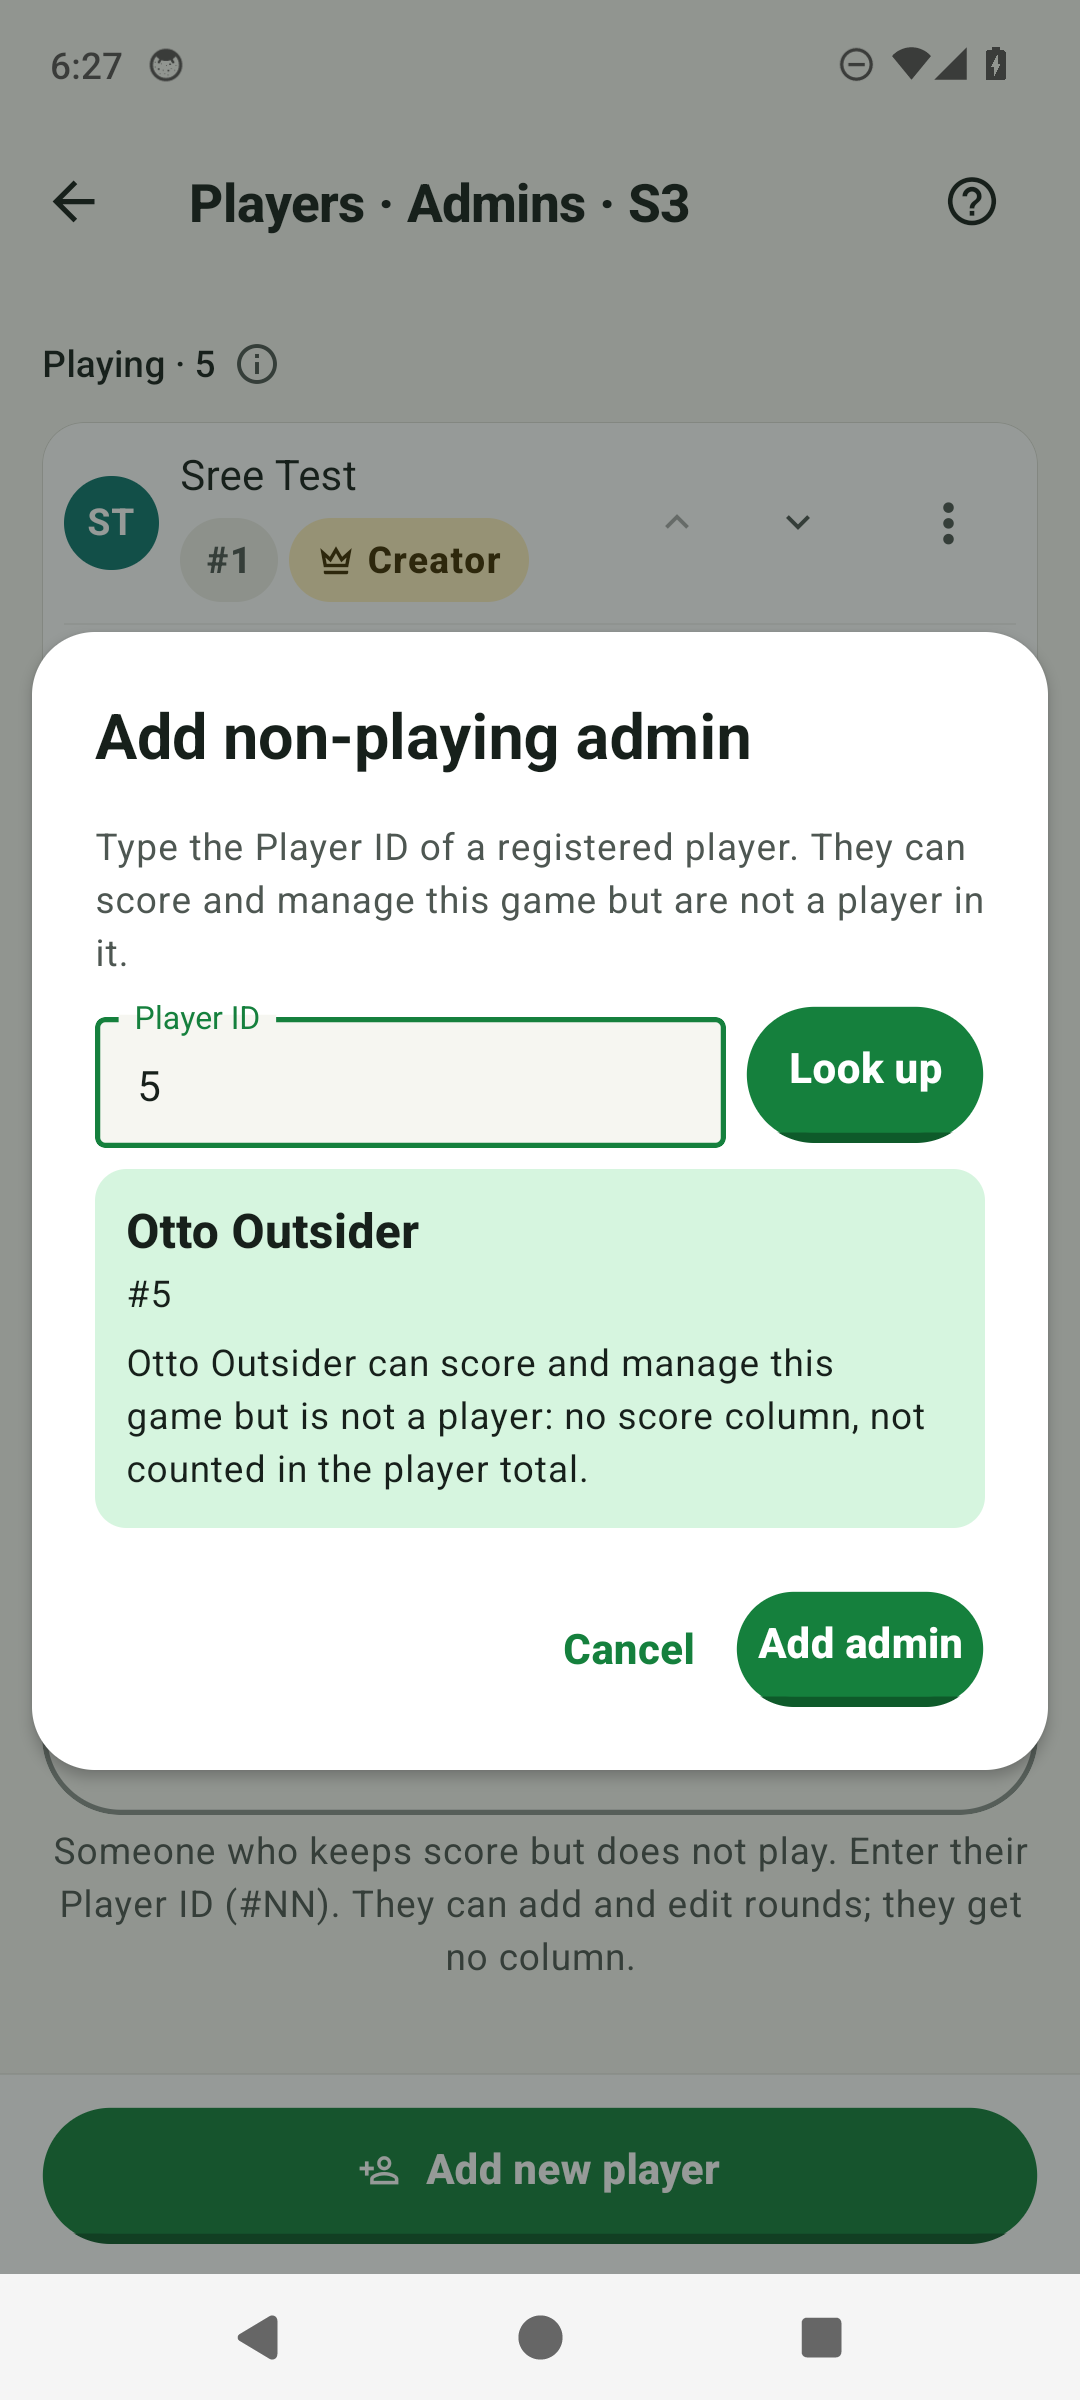 6:27
Players · Admins · S3
Playing · 5
ST
Sree Test
#1
Creator
Add non-playing admin
Type the Player ID of a registered player. They can
score and manage this game but are not a player in
it.
Player ID
5
Look up
Otto Outsider
#5
Otto Outsider can score and manage this
game but is not a player: no score column, not
counted in the player total.
Cancel
Add admin
Someone who keeps score but does not play. Enter their
Player ID (#NN). They can add and edit rounds; they get
no column.
Add new player